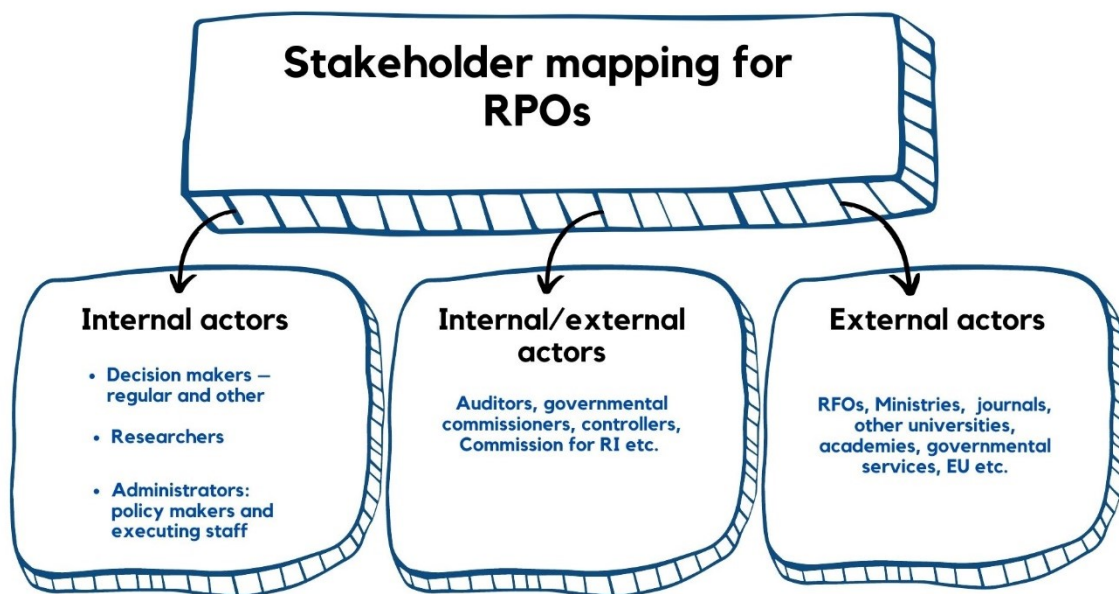 Stakeholder mapping for
RPOs
Internal actors
• Decision makers –
regular and other
• Researchers
• Administrators:
policy makers and
executing staff
Internal/external
actors
Auditors, governmental
commissioners, controllers,
Commission for RI etc.
External actors
RFOs, Ministries, journals,
other universities,
academies, governmental
services, EU etc.